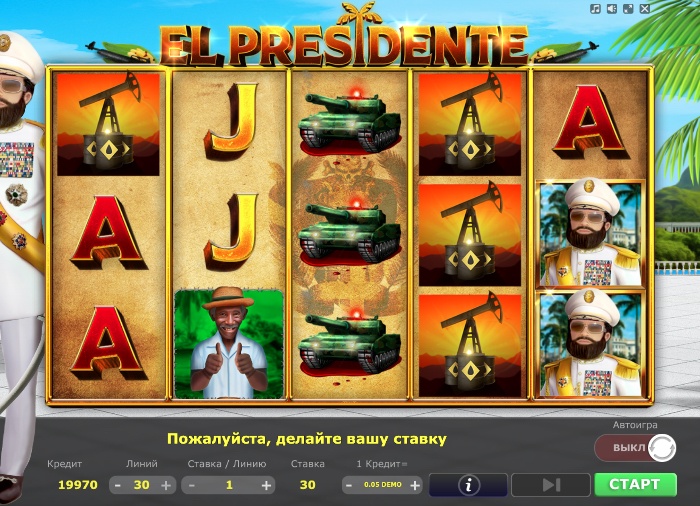 EL PRESIDENTE
J A
A J
A
Пожалуйста, делайте вашу ставку
Автоигра
ВЫКЛ
Кредит Линий Ставка / Линию Ставка 1 Кредит=
19970 - 30 + - 1 + 30 - 0.05 DEMO + i СТАРТ